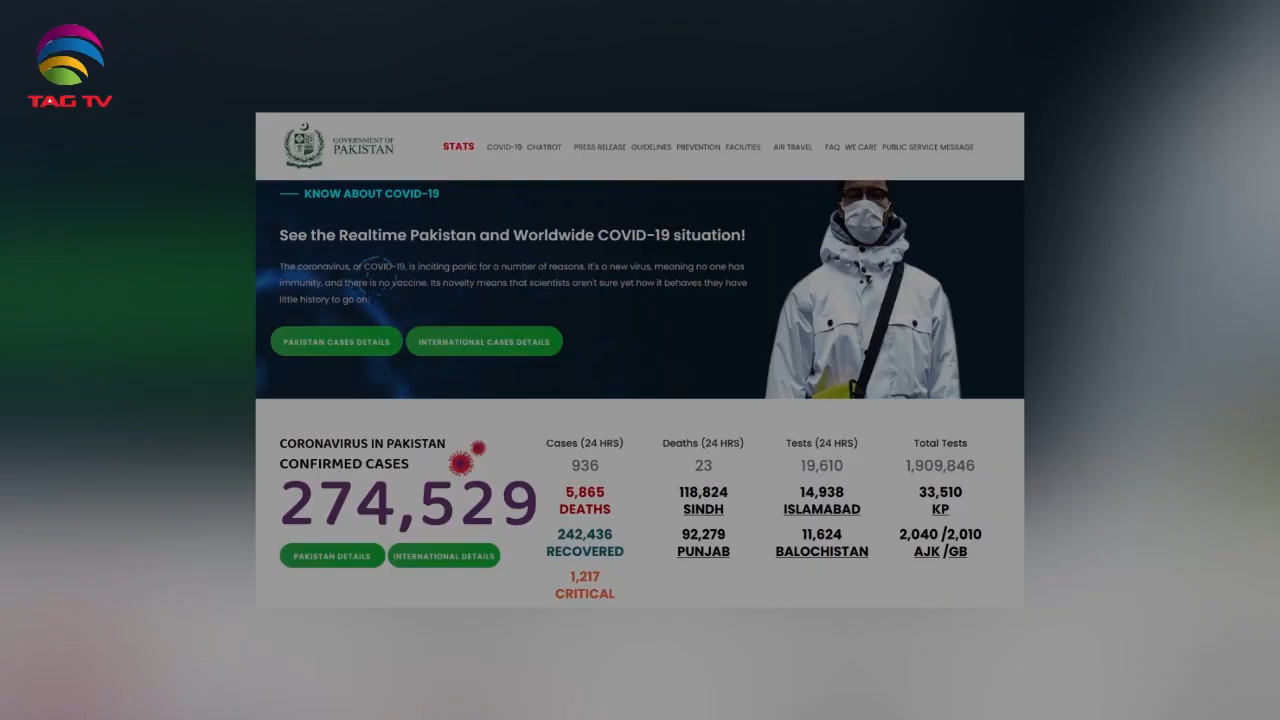 TAG TV
GOVERNMENT OF
PAKISTAN
STATS COVID-19 CHATBOT PRESS RELEASE GUIDELINES PREVENTION FACILITIES AIR TRAVEL FAQ WE CARE PUBLIC SERVICE MESSAGE
KNOW ABOUT COVID-19
See the Realtime Pakistan and Worldwide COVID-19 situation!
The coronavirus, or COVID-19, is inciting panic for a number of reasons. It's a new virus, meaning no one has
immunity, and there is no vaccine. Its novelty means that scientists aren't sure yet how it behaves they have
little history to go on.
PAKISTAN CASES DETAILS INTERNATIONAL CASES DETAILS
CORONAVIRUS IN PAKISTAN
CONFIRMED CASES
274,529
PAKISTAN DETAILS INTERNATIONAL DETAILS
Cases (24 HRS) Deaths (24 HRS) Tests (24 HRS) Total Tests
936 23 19,610 1,909,846
5,865 118,824 14,938 33,510
DEATHS SINDH ISLAMABAD KP
242,436 92,279 11,624 2,040 /2,010
RECOVERED PUNJAB BALOCHISTAN AJK /GB
1,217
CRITICAL